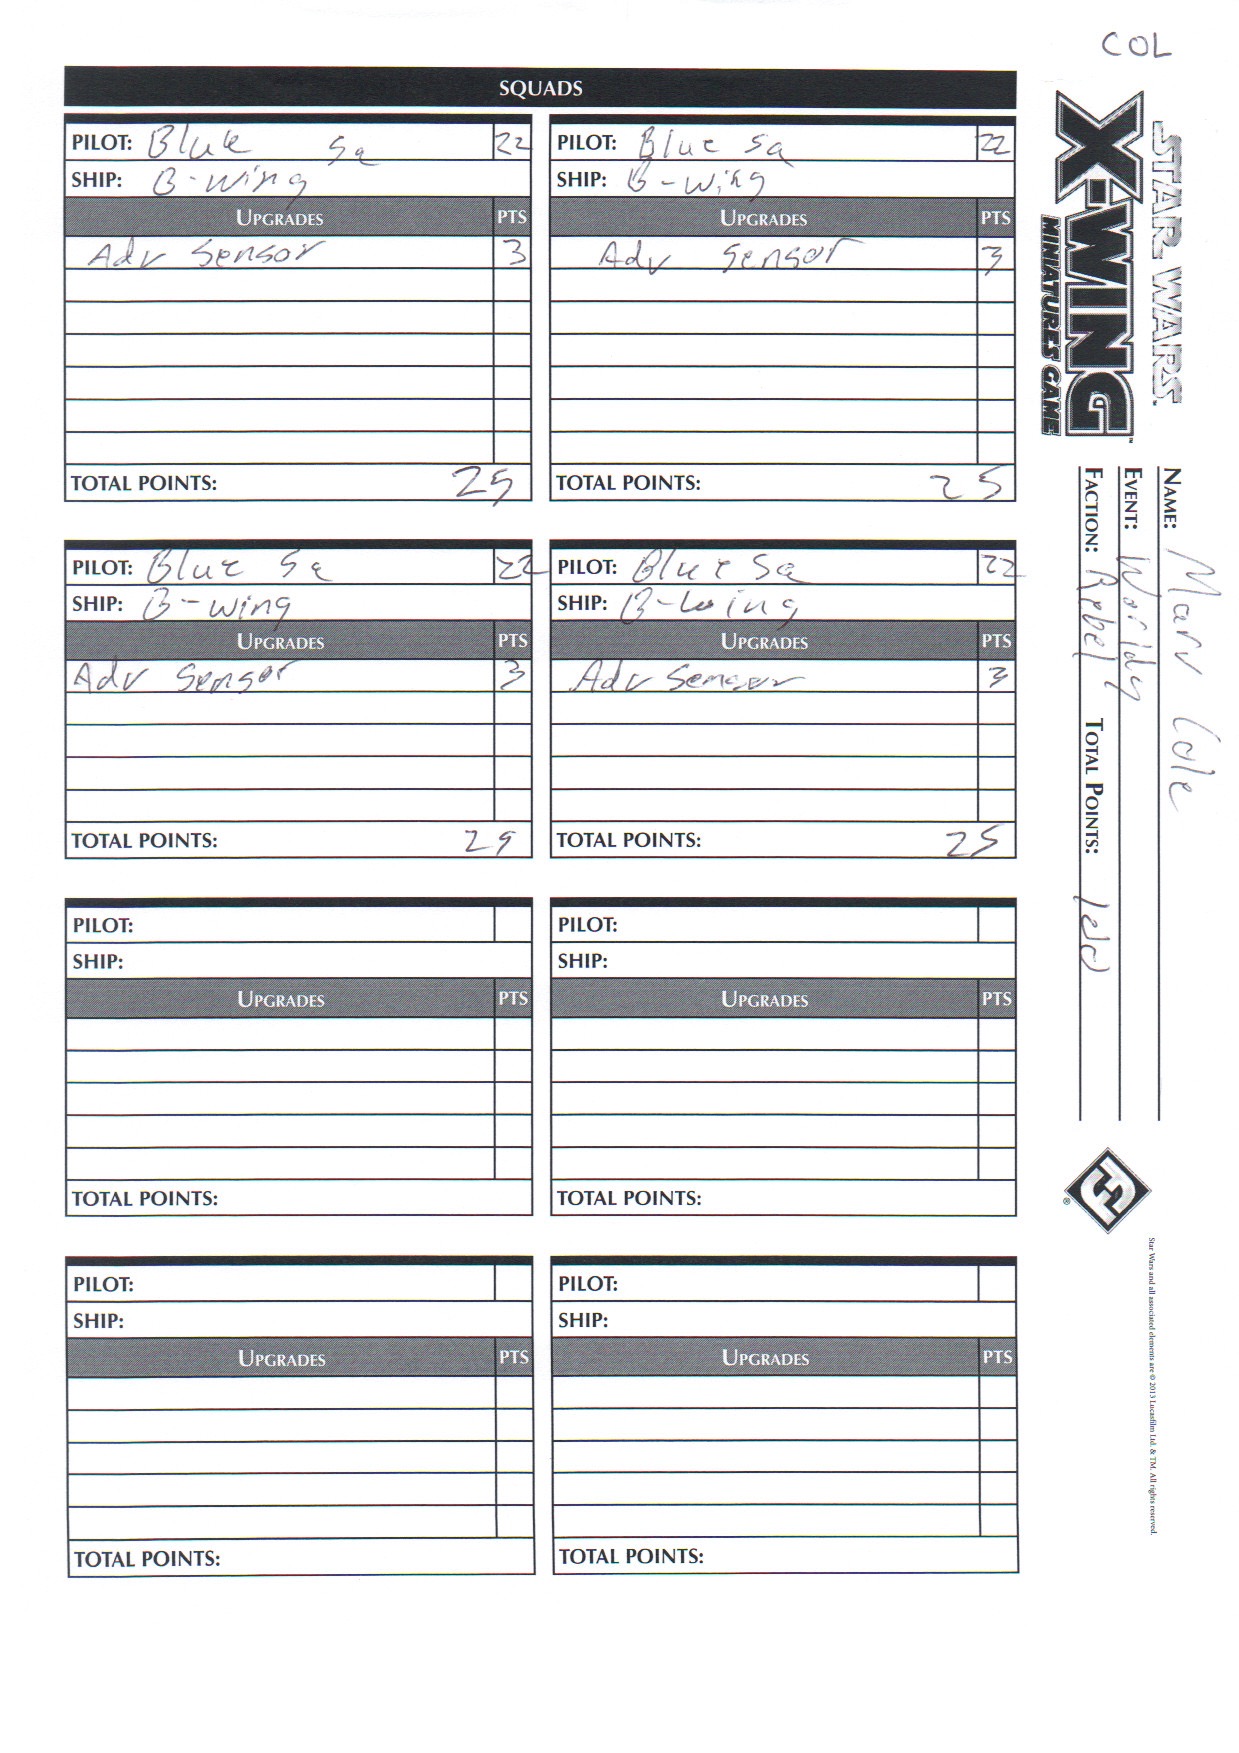 COL
STAR WARS™
X-WING™
MINIATURES GAME
NAME: Marv Cole
EVENT: Worlds
FACTION: Rebel TOTAL POINTS: 100
SQUADS
PILOT: Blue Sq 22
SHIP: B-wing
UPGRADES PTS
Adv Sensor 3
TOTAL POINTS: 25
PILOT: Blue Sq 22
SHIP: B-wing
UPGRADES PTS
Adv Sensor 3
TOTAL POINTS: 25
PILOT: Blue Sq 22
SHIP: B-wing
UPGRADES PTS
Adv Sensor 3
TOTAL POINTS: 25
PILOT: Blue Sq 22
SHIP: B-wing
UPGRADES PTS
Adv Sensor 3
TOTAL POINTS: 25
PILOT:
SHIP:
UPGRADES PTS
TOTAL POINTS:
PILOT:
SHIP:
UPGRADES PTS
TOTAL POINTS:
PILOT:
SHIP:
UPGRADES PTS
TOTAL POINTS:
PILOT:
SHIP:
UPGRADES PTS
TOTAL POINTS:
Star Wars and all associated elements are © 2013 Lucasfilm Ltd. & TM. All rights reserved.